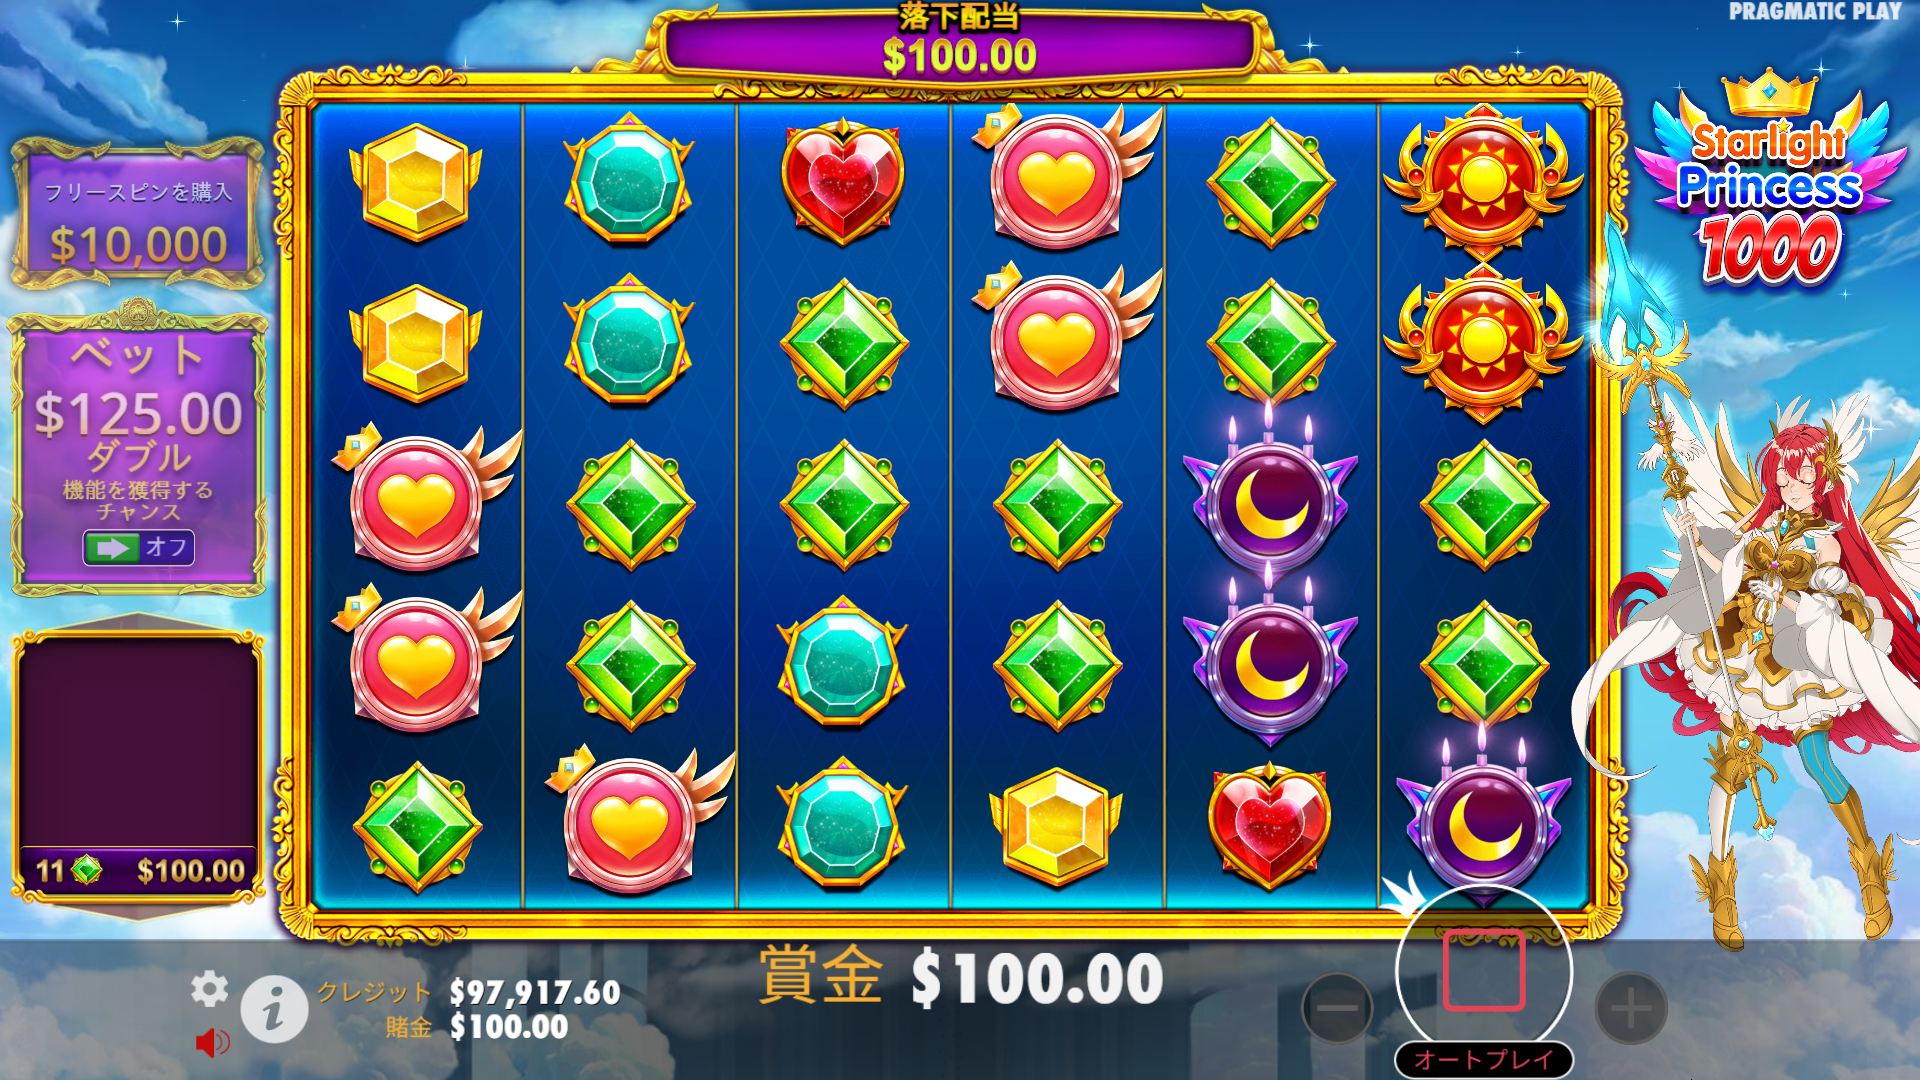 落下配当
$100.00
PRAGMATIC PLAY
Starlight
Princess
1000
フリースピンを購入
$10,000
ベット
$125.00
ダブル
機能を獲得する
チャンス
オフ
11 $100.00
クレジット $97,917.60
賭金 $100.00
賞金 $100.00
オートプレイ